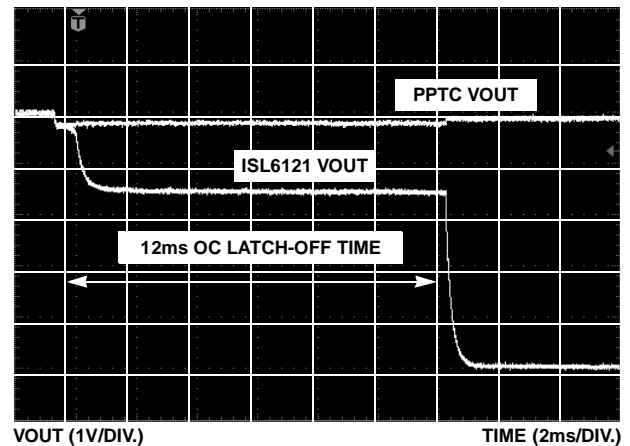 T
PPTC VOUT
ISL6121 VOUT
12ms OC LATCH-OFF TIME
VOUT (1V/DIV.)
TIME (2ms/DIV.)